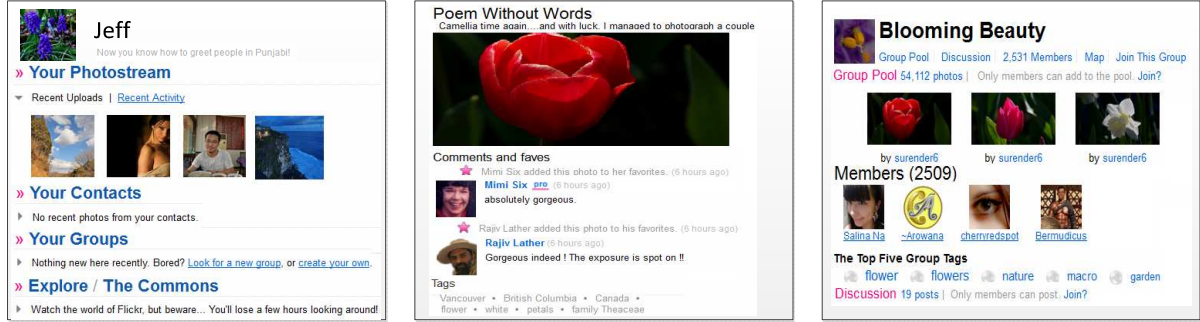 Jeff
Now you know how to greet people in Punjabi!
» Your Photostream
Recent Uploads | Recent Activity
» Your Contacts
No recent photos from your contacts.
» Your Groups
Nothing new here recently. Bored? Look for a new group, or create your own.
» Explore / The Commons
Watch the world of Flickr, but beware... You'll lose a few hours looking around!
Poem Without Words
Camellia time again....and with luck, I managed to photograph a couple
Comments and faves
Mimi Six added this photo to her favorites. (6 hours ago)
Mimi Six pro (6 hours ago)
absolutely gorgeous.
Rajiv Lather added this photo to his favorites. (6 hours ago)
Rajiv Lather (6 hours ago)
Gorgeous indeed ! The exposure is spot on !!
Tags
Vancouver • British Columbia • Canada •
flower • white • petals • family Theaceae
Blooming Beauty
Group Pool Discussion 2,531 Members Map Join This Group
Group Pool 54,112 photos | Only members can add to the pool. Join?
by surender6 by surender6 by surender6
Members (2509)
Salina Na ~Arowana cherryredspot Bermudicus
The Top Five Group Tags
flower flowers nature macro garden
Discussion 19 posts | Only members can post. Join?